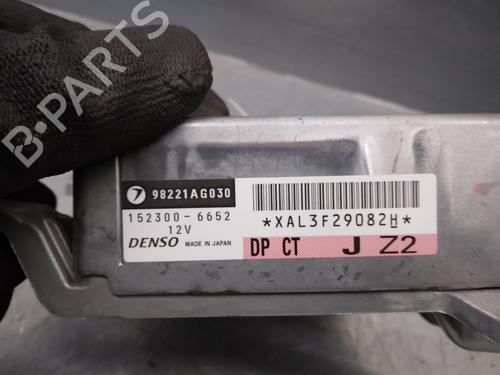 B-PARTS
98221AG030
152300-6652
12V
DENSO MADE IN JAPAN
*XAL3F29082H*
DP CT J Z2